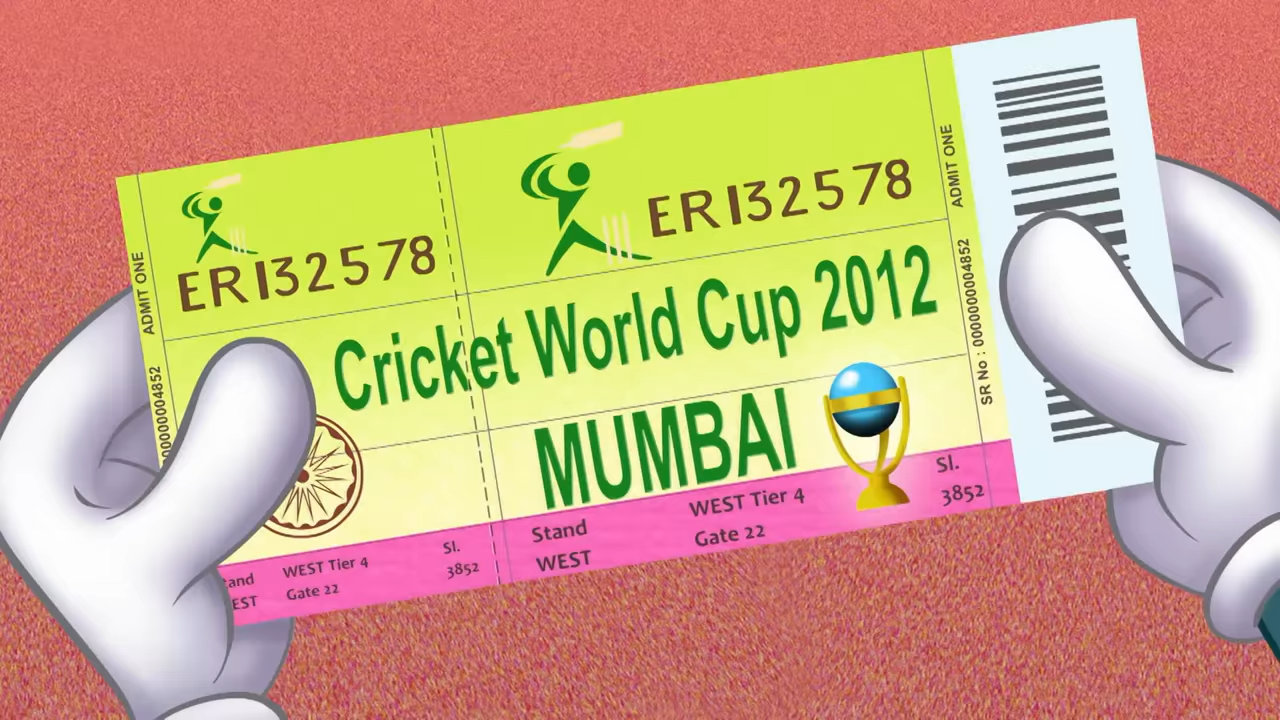 ADMIT ONE
0000000004852
ER132578
ER132578
ADMIT ONE
SR No : 0000000004852
Cricket World Cup 2012
MUMBAI
WEST Tier 4
Gate 22
Sl.
3852
Stand
WEST
WEST Tier 4
Gate 22
Sl.
3852